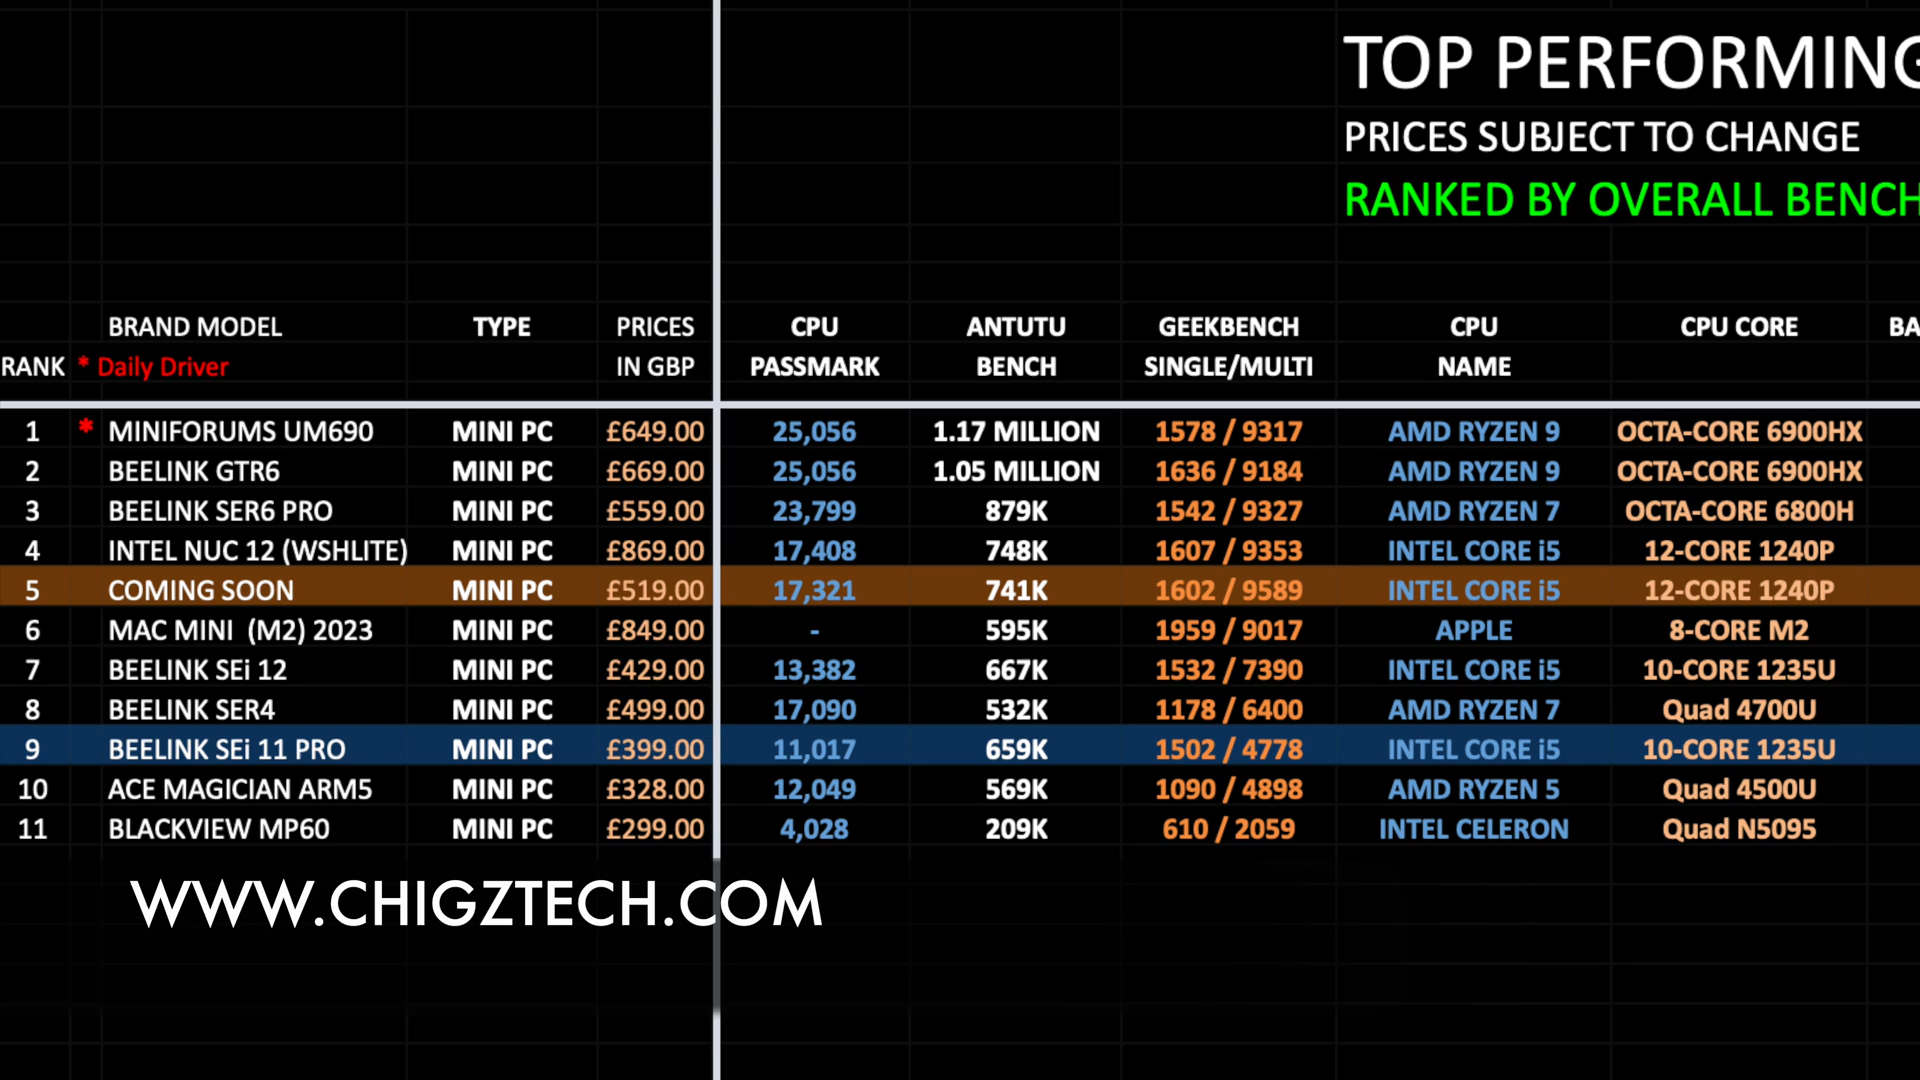 TOP PERFORMING
PRICES SUBJECT TO CHANGE
RANKED BY OVERALL BENCH
BRAND MODEL TYPE PRICES CPU ANTUTU GEEKBENCH CPU CPU CORE BA
RANK * Daily Driver IN GBP PASSMARK BENCH SINGLE/MULTI NAME
1 * MINIFORUMS UM690 MINI PC £649.00 25,056 1.17 MILLION 1578 / 9317 AMD RYZEN 9 OCTA-CORE 6900HX
2 BEELINK GTR6 MINI PC £669.00 25,056 1.05 MILLION 1636 / 9184 AMD RYZEN 9 OCTA-CORE 6900HX
3 BEELINK SER6 PRO MINI PC £559.00 23,799 879K 1542 / 9327 AMD RYZEN 7 OCTA-CORE 6800H
4 INTEL NUC 12 (WSHLITE) MINI PC £869.00 17,408 748K 1607 / 9353 INTEL CORE i5 12-CORE 1240P
5 COMING SOON MINI PC £519.00 17,321 741K 1602 / 9589 INTEL CORE i5 12-CORE 1240P
6 MAC MINI (M2) 2023 MINI PC £849.00 - 595K 1959 / 9017 APPLE 8-CORE M2
7 BEELINK SEi 12 MINI PC £429.00 13,382 667K 1532 / 7390 INTEL CORE i5 10-CORE 1235U
8 BEELINK SER4 MINI PC £499.00 17,090 532K 1178 / 6400 AMD RYZEN 7 Quad 4700U
9 BEELINK SEi 11 PRO MINI PC £399.00 11,017 659K 1502 / 4778 INTEL CORE i5 10-CORE 1235U
10 ACE MAGICIAN ARM5 MINI PC £328.00 12,049 569K 1090 / 4898 AMD RYZEN 5 Quad 4500U
11 BLACKVIEW MP60 MINI PC £299.00 4,028 209K 610 / 2059 INTEL CELERON Quad N5095
WWW.CHIGZTECH.COM